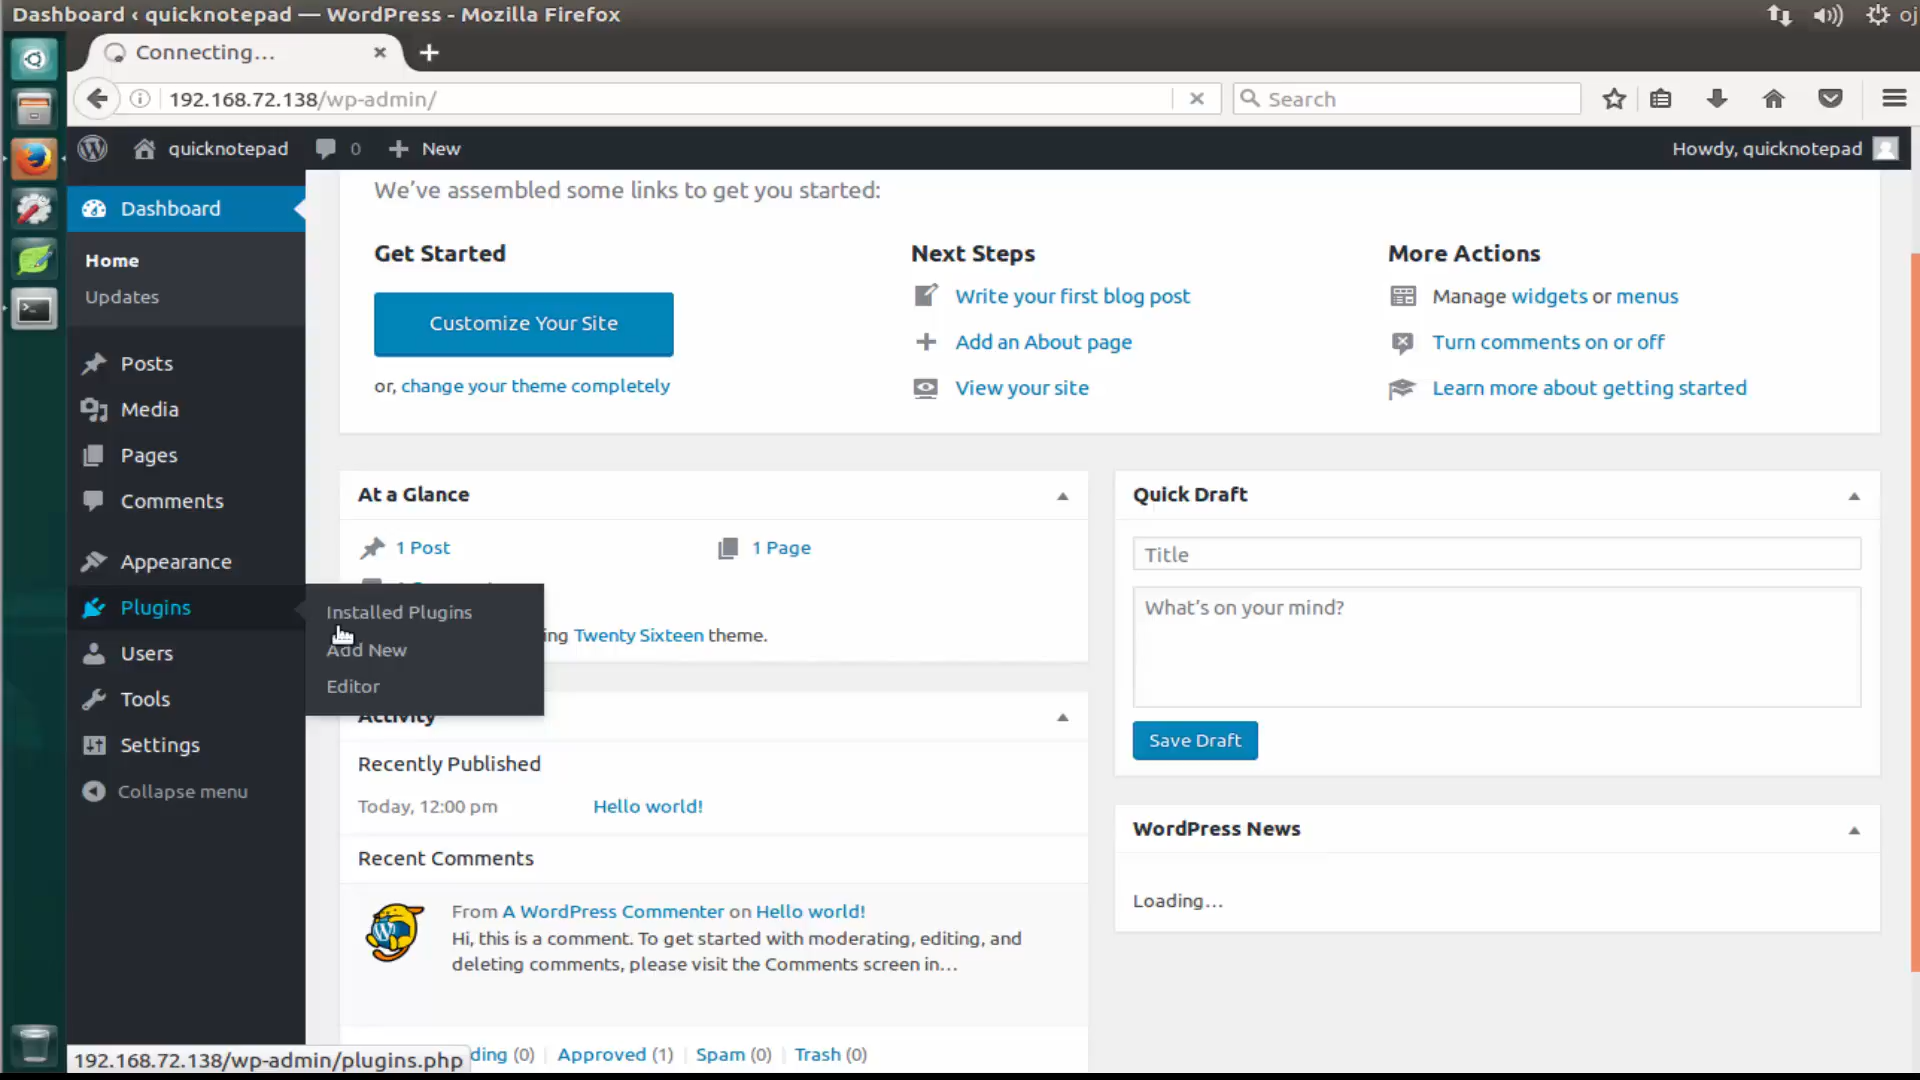 Dashboard ‹ quicknotepad — WordPress - Mozilla Firefox
oj
Connecting…
192.168.72.138/wp-admin/
Search
quicknotepad
0
New
Howdy, quicknotepad
Dashboard
Home
Updates
Posts
Media
Pages
Comments
Appearance
Plugins
Users
Tools
Settings
Collapse menu
Installed Plugins
Add New
Editor
We've assembled some links to get you started:
Get Started
Customize Your Site
or, change your theme completely
Next Steps
Write your first blog post
Add an About page
View your site
More Actions
Manage widgets or menus
Turn comments on or off
Learn more about getting started
At a Glance
1 Post
1 Page
ing Twenty Sixteen theme.
Activity
Recently Published
Today, 12:00 pm
Hello world!
Recent Comments
From A WordPress Commenter on Hello world!
Hi, this is a comment. To get started with moderating, editing, and
deleting comments, please visit the Comments screen in…
ding (0) | Approved (1) | Spam (0) | Trash (0)
Quick Draft
Title
What's on your mind?
Save Draft
WordPress News
Loading…
192.168.72.138/wp-admin/plugins.php